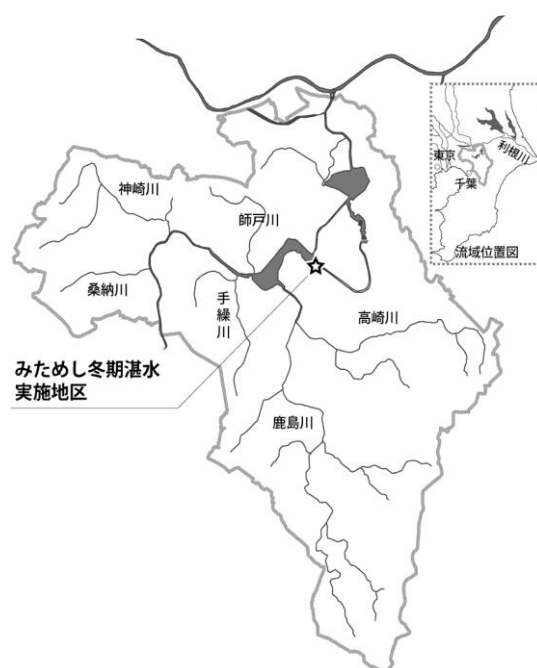 東京
利根川
千葉
流域位置図
神崎川
師戸川
桑納川
手繰川
高崎川
みためし冬期湛水
実施地区
鹿島川